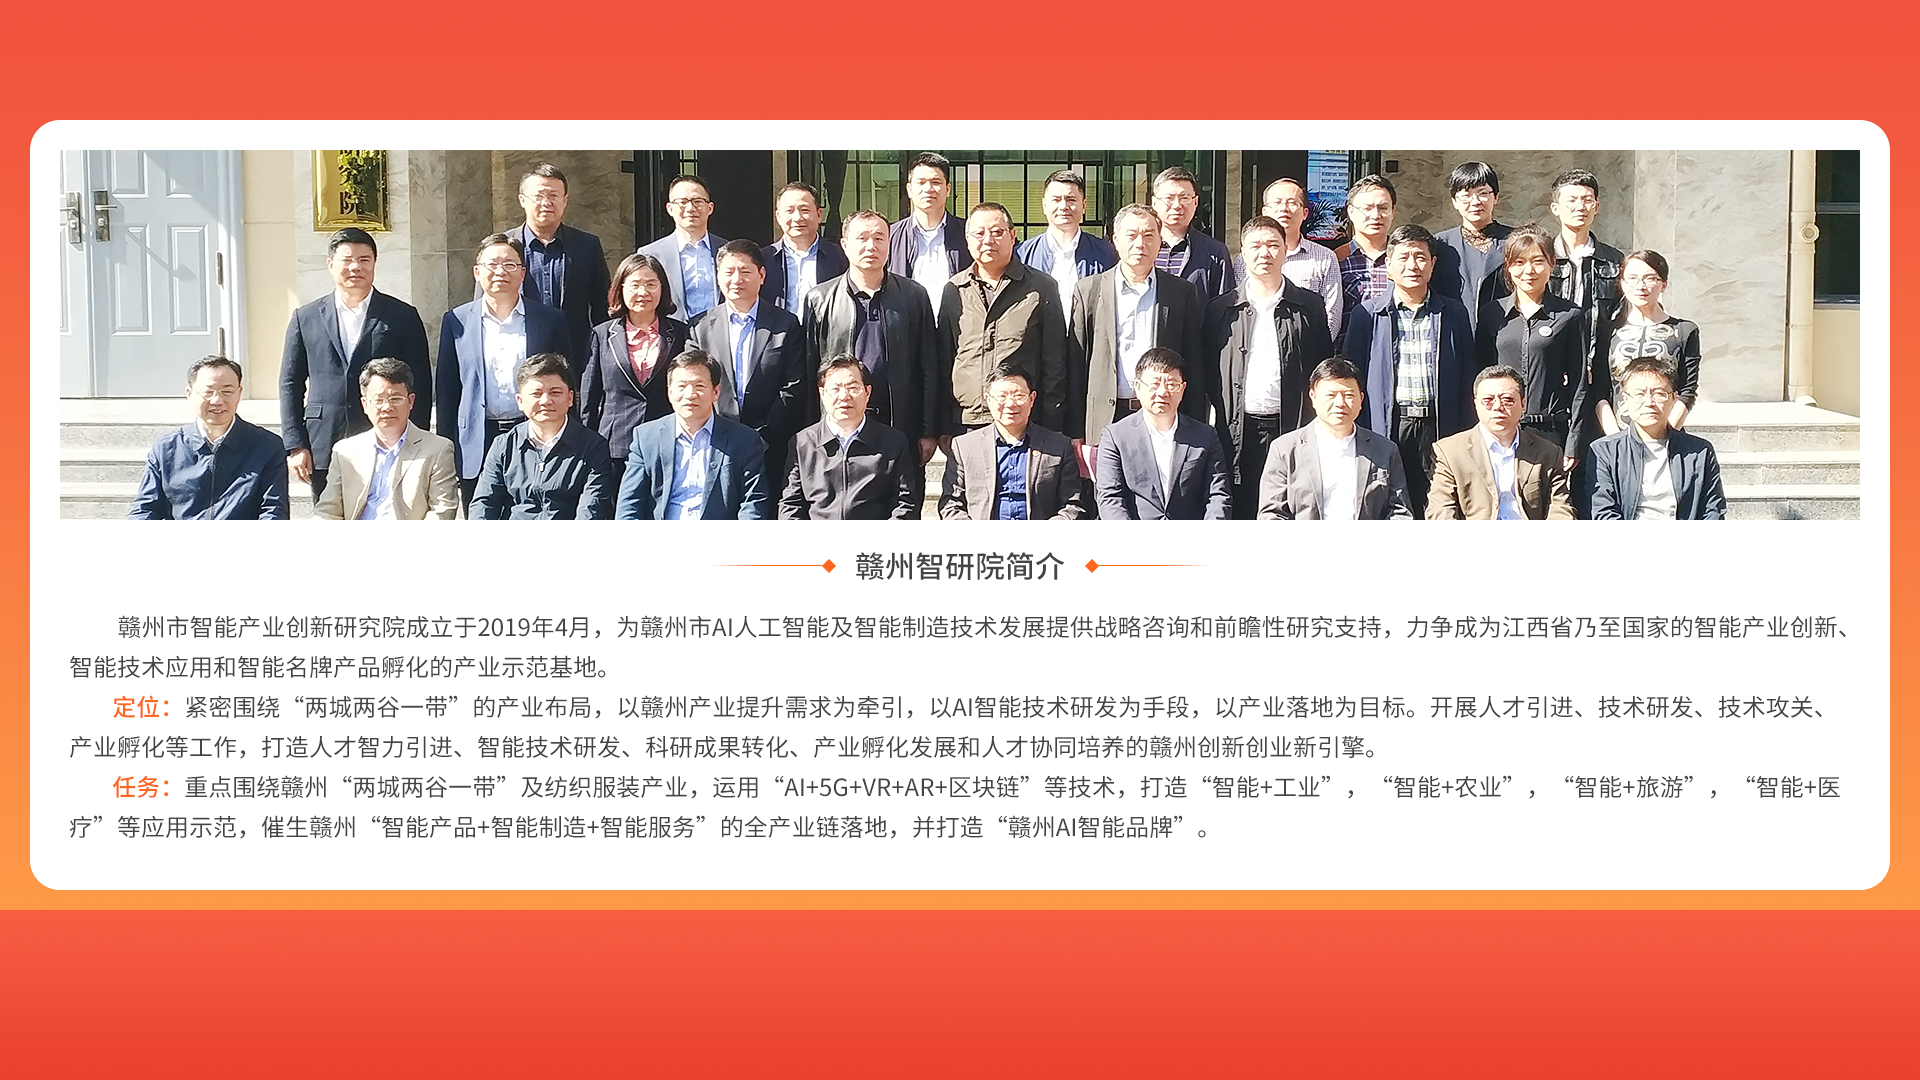 院
赣州智研院简介
赣州市智能产业创新研究院成立于2019年4月，为赣州市AI人工智能及智能制造技术发展提供战略咨询和前瞻性研究支持，力争成为江西省乃至国家的智能产业创新、
智能技术应用和智能名牌产品孵化的产业示范基地。
定位：紧密围绕“两城两谷一带”的产业布局，以赣州产业提升需求为牵引，以AI智能技术研发为手段，以产业落地为目标。开展人才引进、技术研发、技术攻关、
产业孵化等工作，打造人才智力引进、智能技术研发、科研成果转化、产业孵化发展和人才协同培养的赣州创新创业新引擎。
任务：重点围绕赣州“两城两谷一带”及纺织服装产业，运用“AI+5G+VR+AR+区块链”等技术，打造“智能+工业”，“智能+农业”，“智能+旅游”，“智能+医
疗”等应用示范，催生赣州“智能产品+智能制造+智能服务”的全产业链落地，并打造“赣州AI智能品牌”。